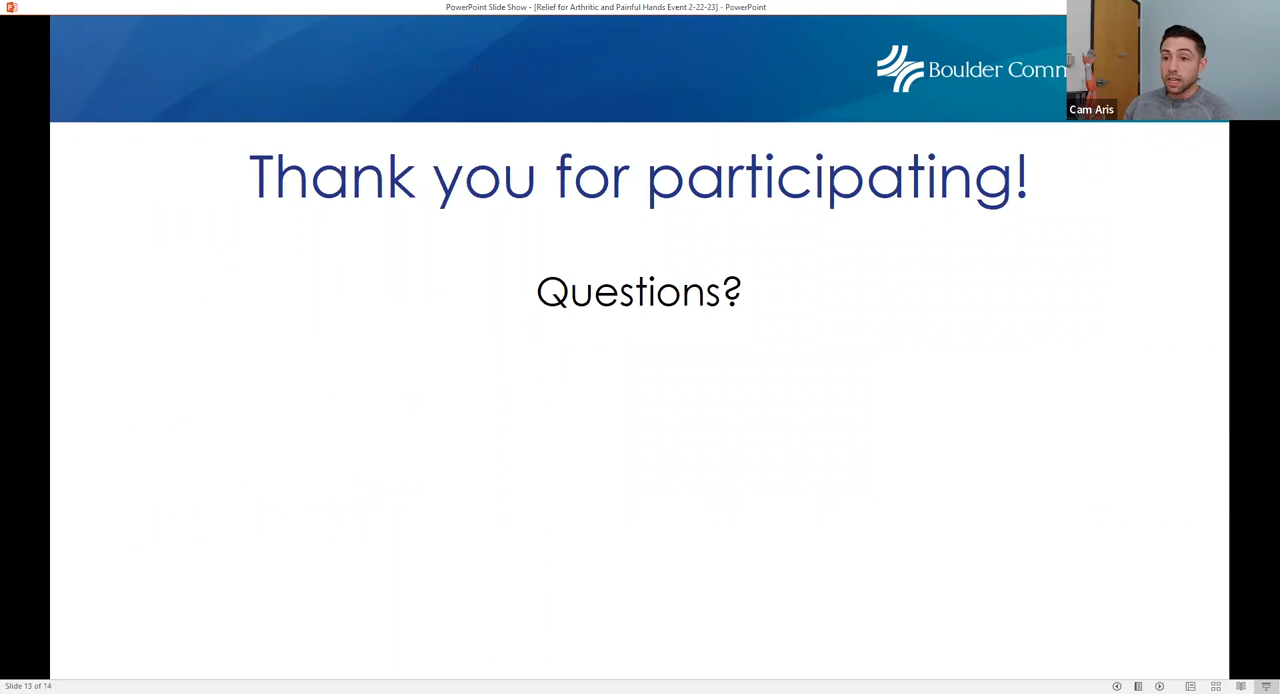 PowerPoint Slide Show - [Relief for Arthritic and Painful Hands Event 2-22-23] - PowerPoint
Boulder Comm
Cam Aris
Thank you for participating!
Questions?
Slide 13 of 14